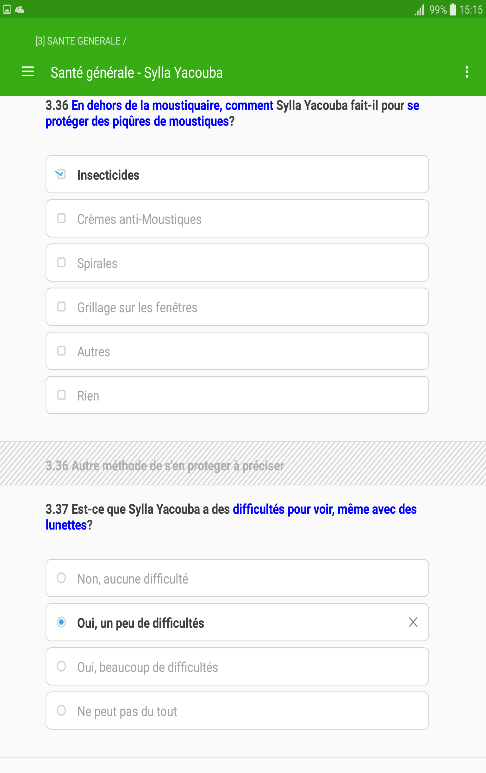 99% 15:15
[3] SANTE GENERALE /
Santé générale - Sylla Yacouba
3.36 En dehors de la moustiquaire, comment Sylla Yacouba fait-il pour se
protéger des piqûres de moustiques?
Insecticides
Crèmes anti-Moustiques
Spirales
Grillage sur les fenêtres
Autres
Rien
3.36 Autre méthode de s'en proteger à préciser
3.37 Est-ce que Sylla Yacouba a des difficultés pour voir, même avec des
lunettes?
Non, aucune difficulté
Oui, un peu de difficultés
Oui, beaucoup de difficultés
Ne peut pas du tout